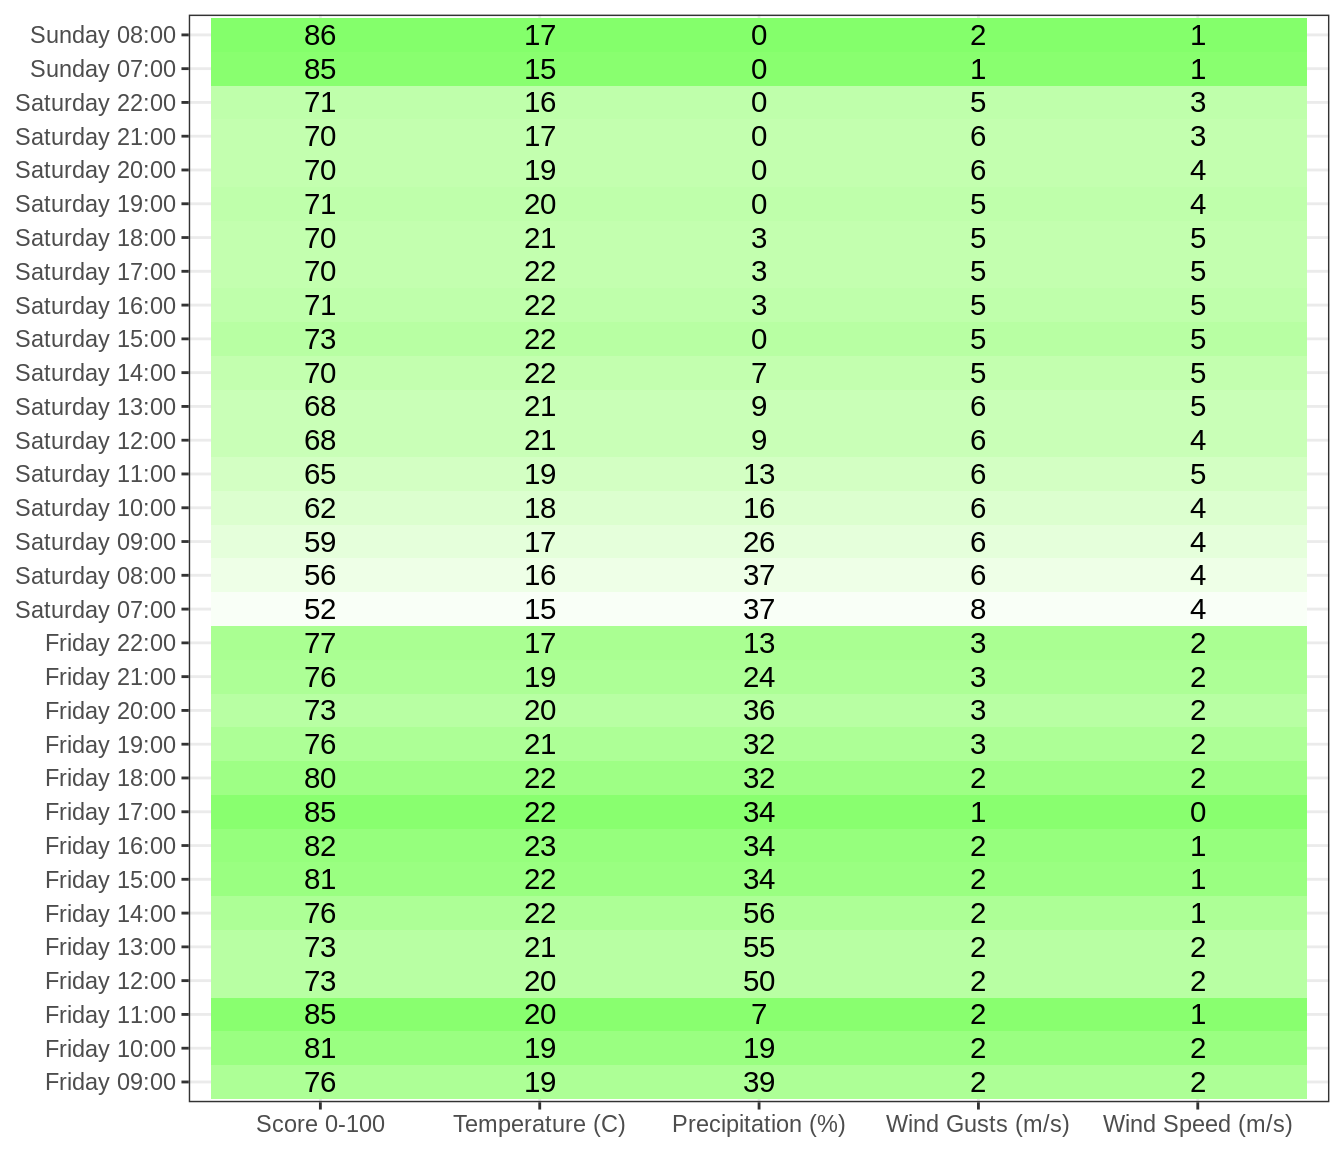 Sunday 08:00 86 17 0 2 1
Sunday 07:00 85 15 0 1 1
Saturday 22:00 71 16 0 5 3
Saturday 21:00 70 17 0 6 3
Saturday 20:00 70 19 0 6 4
Saturday 19:00 71 20 0 5 4
Saturday 18:00 70 21 3 5 5
Saturday 17:00 70 22 3 5 5
Saturday 16:00 71 22 3 5 5
Saturday 15:00 73 22 0 5 5
Saturday 14:00 70 22 7 5 5
Saturday 13:00 68 21 9 6 5
Saturday 12:00 68 21 9 6 4
Saturday 11:00 65 19 13 6 5
Saturday 10:00 62 18 16 6 4
Saturday 09:00 59 17 26 6 4
Saturday 08:00 56 16 37 6 4
Saturday 07:00 52 15 37 8 4
Friday 22:00 77 17 13 3 2
Friday 21:00 76 19 24 3 2
Friday 20:00 73 20 36 3 2
Friday 19:00 76 21 32 3 2
Friday 18:00 80 22 32 2 2
Friday 17:00 85 22 34 1 0
Friday 16:00 82 23 34 2 1
Friday 15:00 81 22 34 2 1
Friday 14:00 76 22 56 2 1
Friday 13:00 73 21 55 2 2
Friday 12:00 73 20 50 2 2
Friday 11:00 85 20 7 2 1
Friday 10:00 81 19 19 2 2
Friday 09:00 76 19 39 2 2
Score 0-100 Temperature (C) Precipitation (%) Wind Gusts (m/s) Wind Speed (m/s)